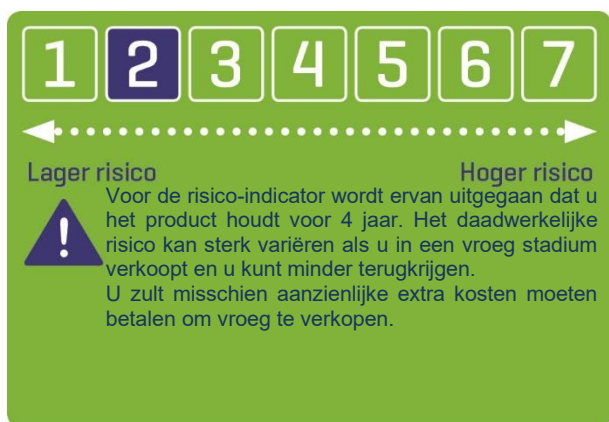 1 2 3 4 5 6 7
Lager risico Hoger risico
Voor de risico-indicator wordt ervan uitgegaan dat u
het product houdt voor 4 jaar. Het daadwerkelijke
risico kan sterk variëren als u in een vroeg stadium
verkoopt en u kunt minder terugkrijgen.
U zult misschien aanzienlijke extra kosten moeten
betalen om vroeg te verkopen.